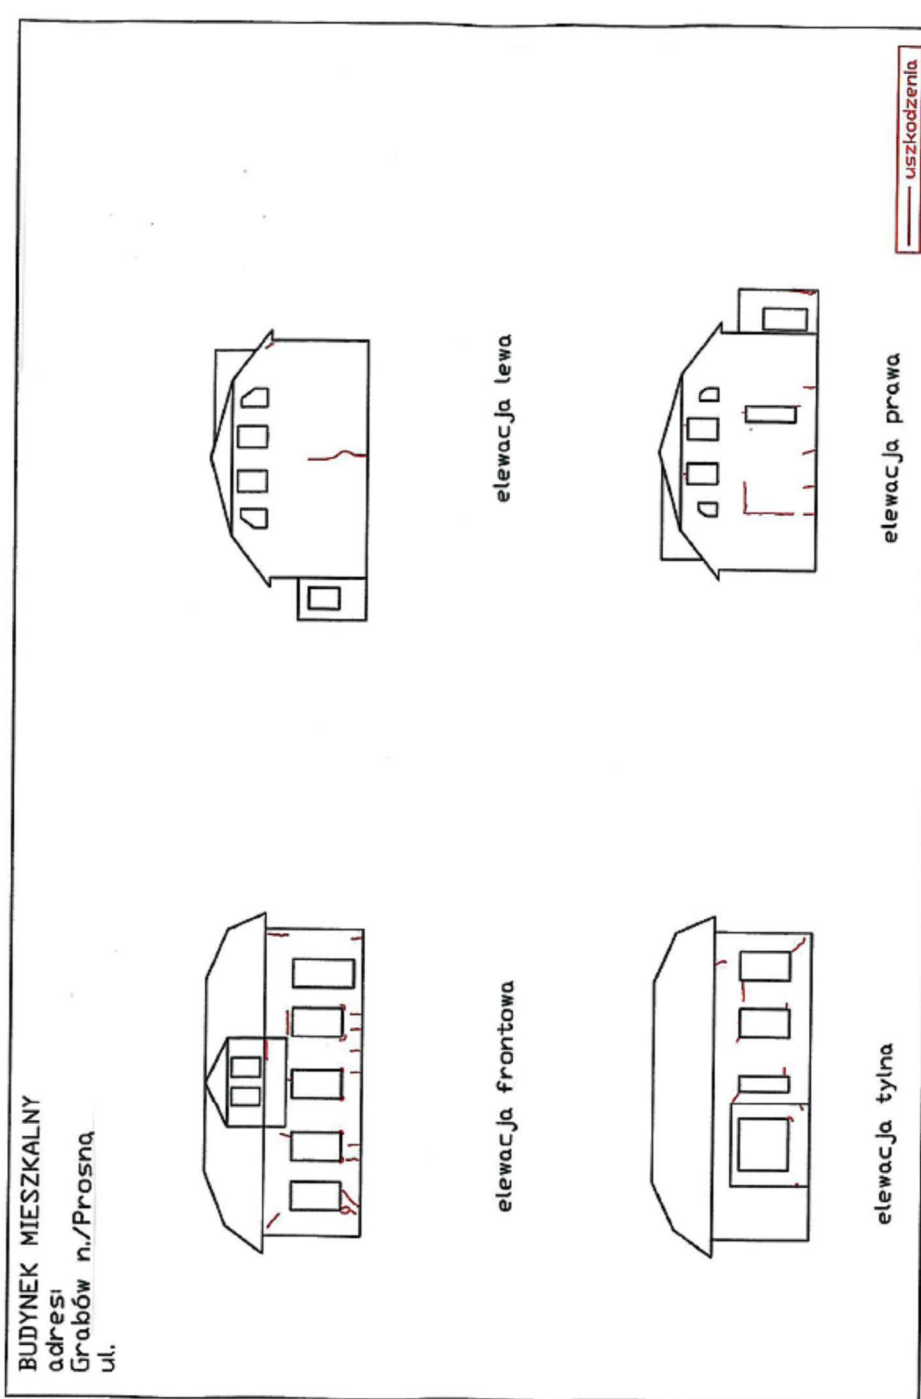 BUDYNEK MIESZKALNY
adres:
Grabów n./Prosną
ul.
elewacja frontowa
elewacja lewa
elewacja tylna
elewacja prawa
uszkodzenia